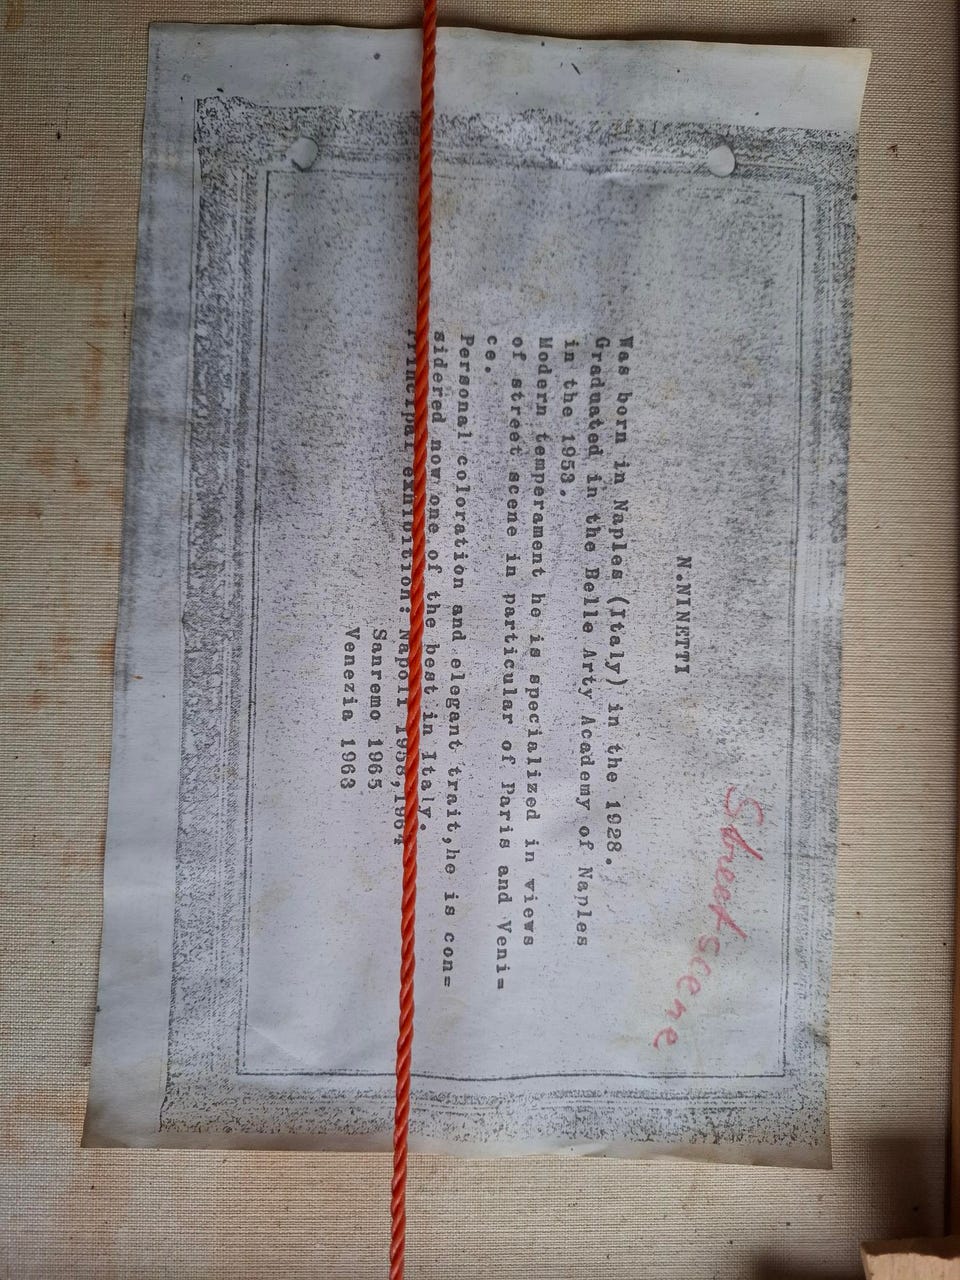 Street scene
N.NINETTI
Was born in Naples (Italy) in the 1928.
Graduated in the Belle Arty Academy of Naples
in the 1953.
Modern temperament he is specialized in views
of street scene in particular of Paris and Veni=
ce.
Personal coloration and elegant trait,he is con=
sidered now one of the best in Italy.
Principal exhibition: Napoli 1958,1964
Sanremo 1965
Venezia 1963